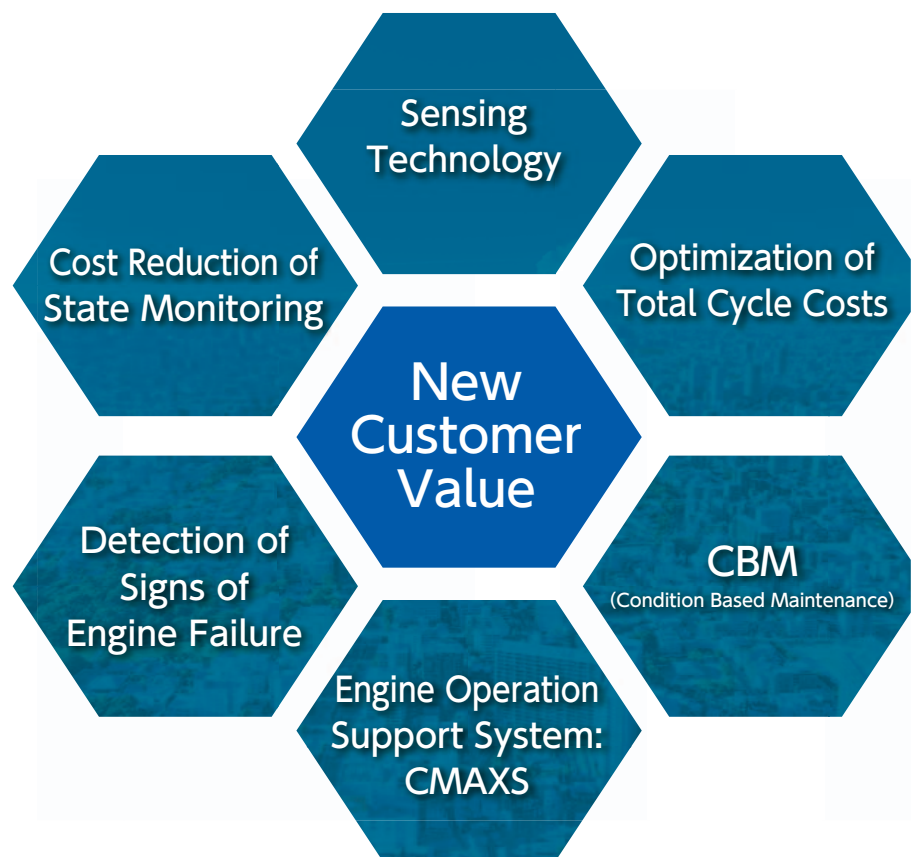 Sensing
Technology
Cost Reduction of
State Monitoring
Optimization of
Total Cycle Costs
New
Customer
Value
Detection of
Signs of
Engine Failure
CBM
(Condition Based Maintenance)
Engine Operation
Support System:
CMAXS